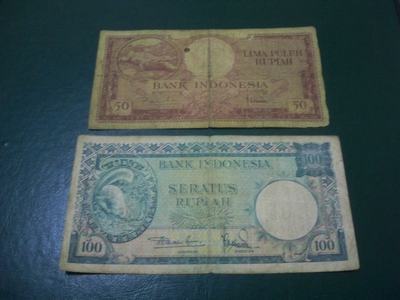 LIMA PULUH
RUPIAH
BANK INDONESIA
50
50
BANK INDONESIA
100
SERATUS
RUPIAH
100
100